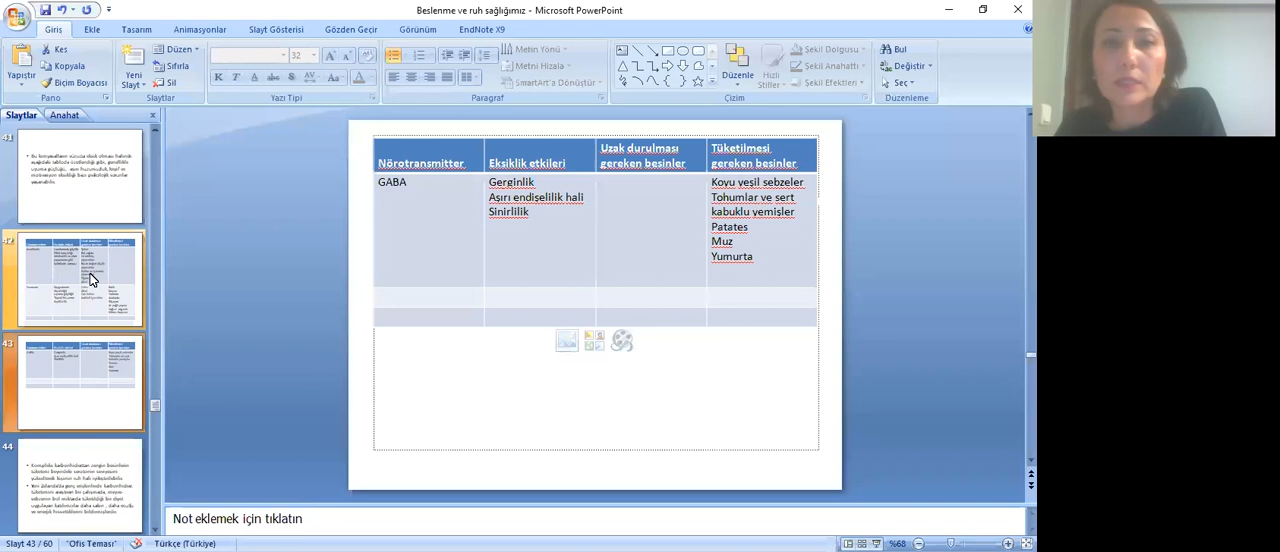 Beslenme ve ruh sağlığımız - Microsoft PowerPoint
Giriş Ekle Tasarım Animasyonlar Slayt Gösterisi Gözden Geçir Görünüm EndNote X9
Yapıştır
Kes
Kopyala
Biçim Boyacısı
Pano
Yeni Slayt
Düzen
Sıfırla
Sil
Slaytlar
32
Yazı Tipi
Metin Yönü
Metni Hizala
SmartArt'a Dönüştür
Paragraf
Düzenle
Hızlı Stiller
Şekil Dolgusu
Şekil Anahattı
Şekil Efektleri
Çizim
Bul
Değiştir
Seç
Düzenleme
Slaytlar Anahat
41
42
43
44
Nörotransmitter
Eksiklik etkileri
Uzak durulması
gereken besinler
Tüketilmesi
gereken besinler
GABA
Gerginlik
Aşırı endişelilik hali
Sinirlilik
Koyu yeşil sebzeler
Tohumlar ve sert
kabuklu yemişler
Patates
Muz
Yumurta
Not eklemek için tıklatın
Slayt 43 / 60 "Ofis Teması" Türkçe (Türkiye) %68